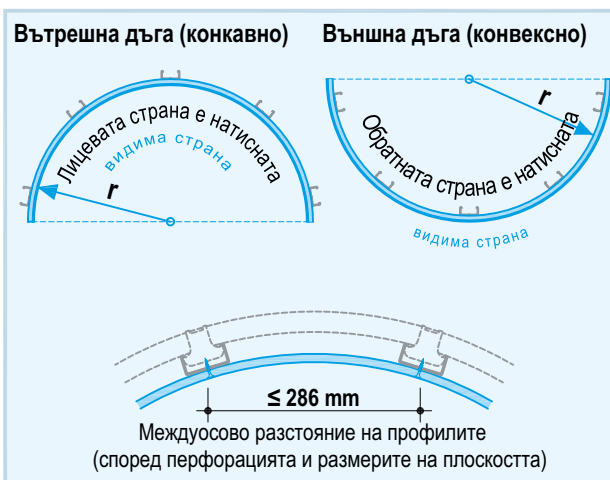 Вътрешна дъга (конкавно)
Лицевата страна е натисната
видима страна
r
Външна дъга (конвексно)
r
Обратната страна е натисната
видима страна
≤ 286 mm
Междуосово разстояние на профилите
(според перфорацията и размерите на плоскостта)